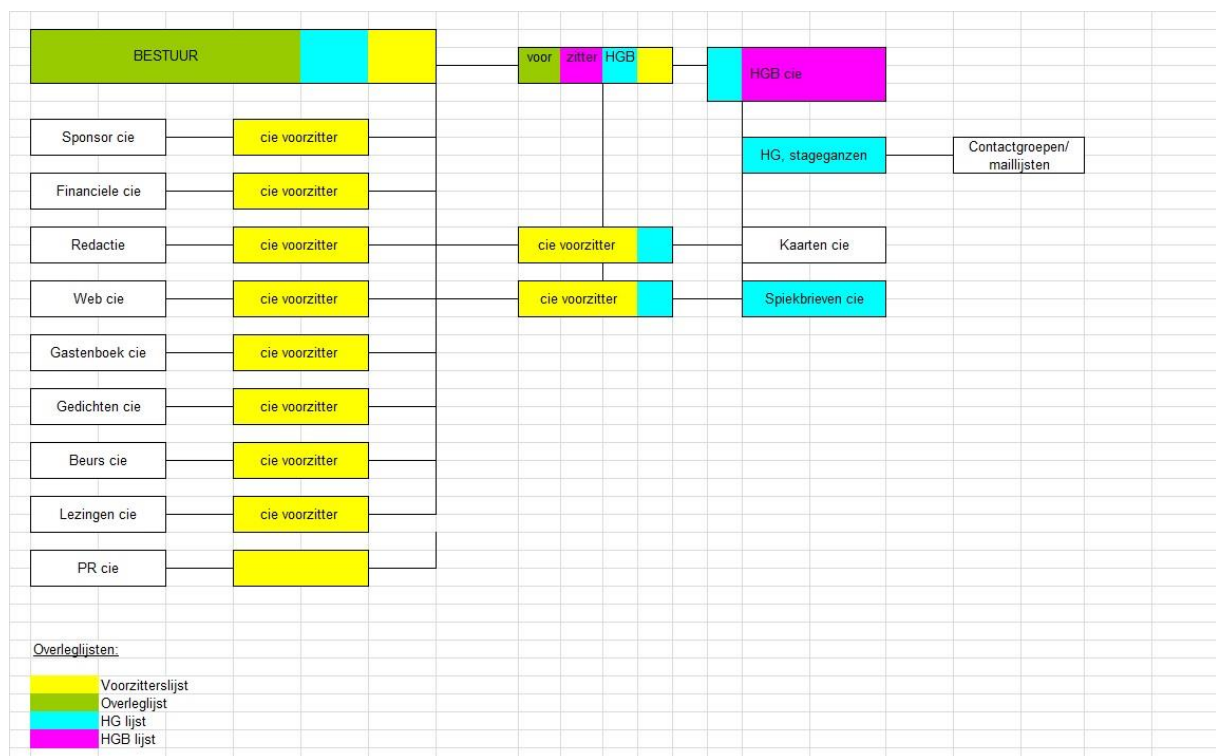 BESTUUR
voor zitter HGB
HGB cie
Sponsor cie
cie voorzitter
HG, stageganzen
Contactgroepen/
maillijsten
Financiele cie
cie voorzitter
Redactie
cie voorzitter
cie voorzitter
Kaarten cie
Web cie
cie voorzitter
cie voorzitter
Spiekbrieven cie
Gastenboek cie
cie voorzitter
Gedichten cie
cie voorzitter
Beurs cie
cie voorzitter
Lezingen cie
cie voorzitter
PR cie
Overleglijsten:
Voorzitterslijst
Overleglijst
HG lijst
HGB lijst